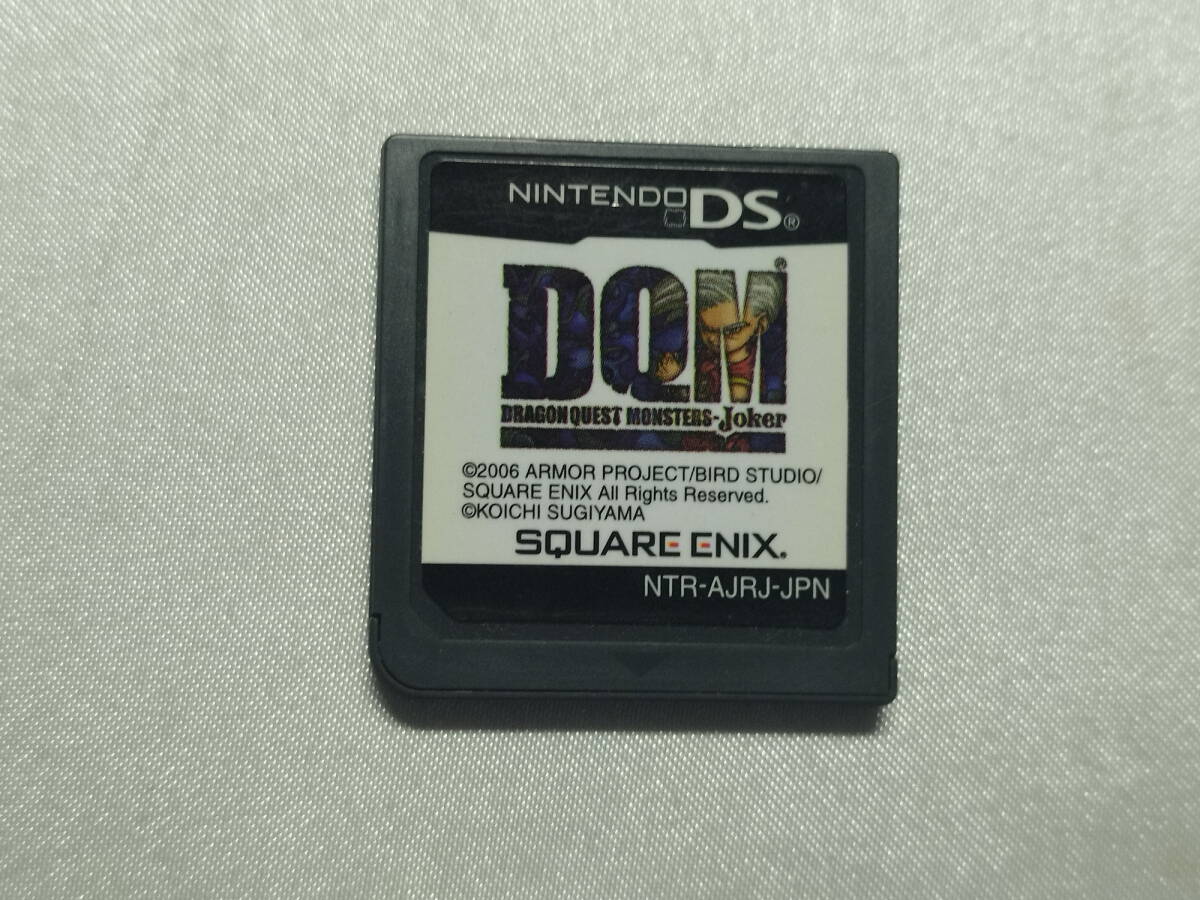 NINTENDO DS®
DQM®
DRAGON QUEST MONSTERS-Joker
©2006 ARMOR PROJECT/BIRD STUDIO/
SQUARE ENIX All Rights Reserved.
©KOICHI SUGIYAMA
SQUARE ENIX.
NTR-AJRJ-JPN